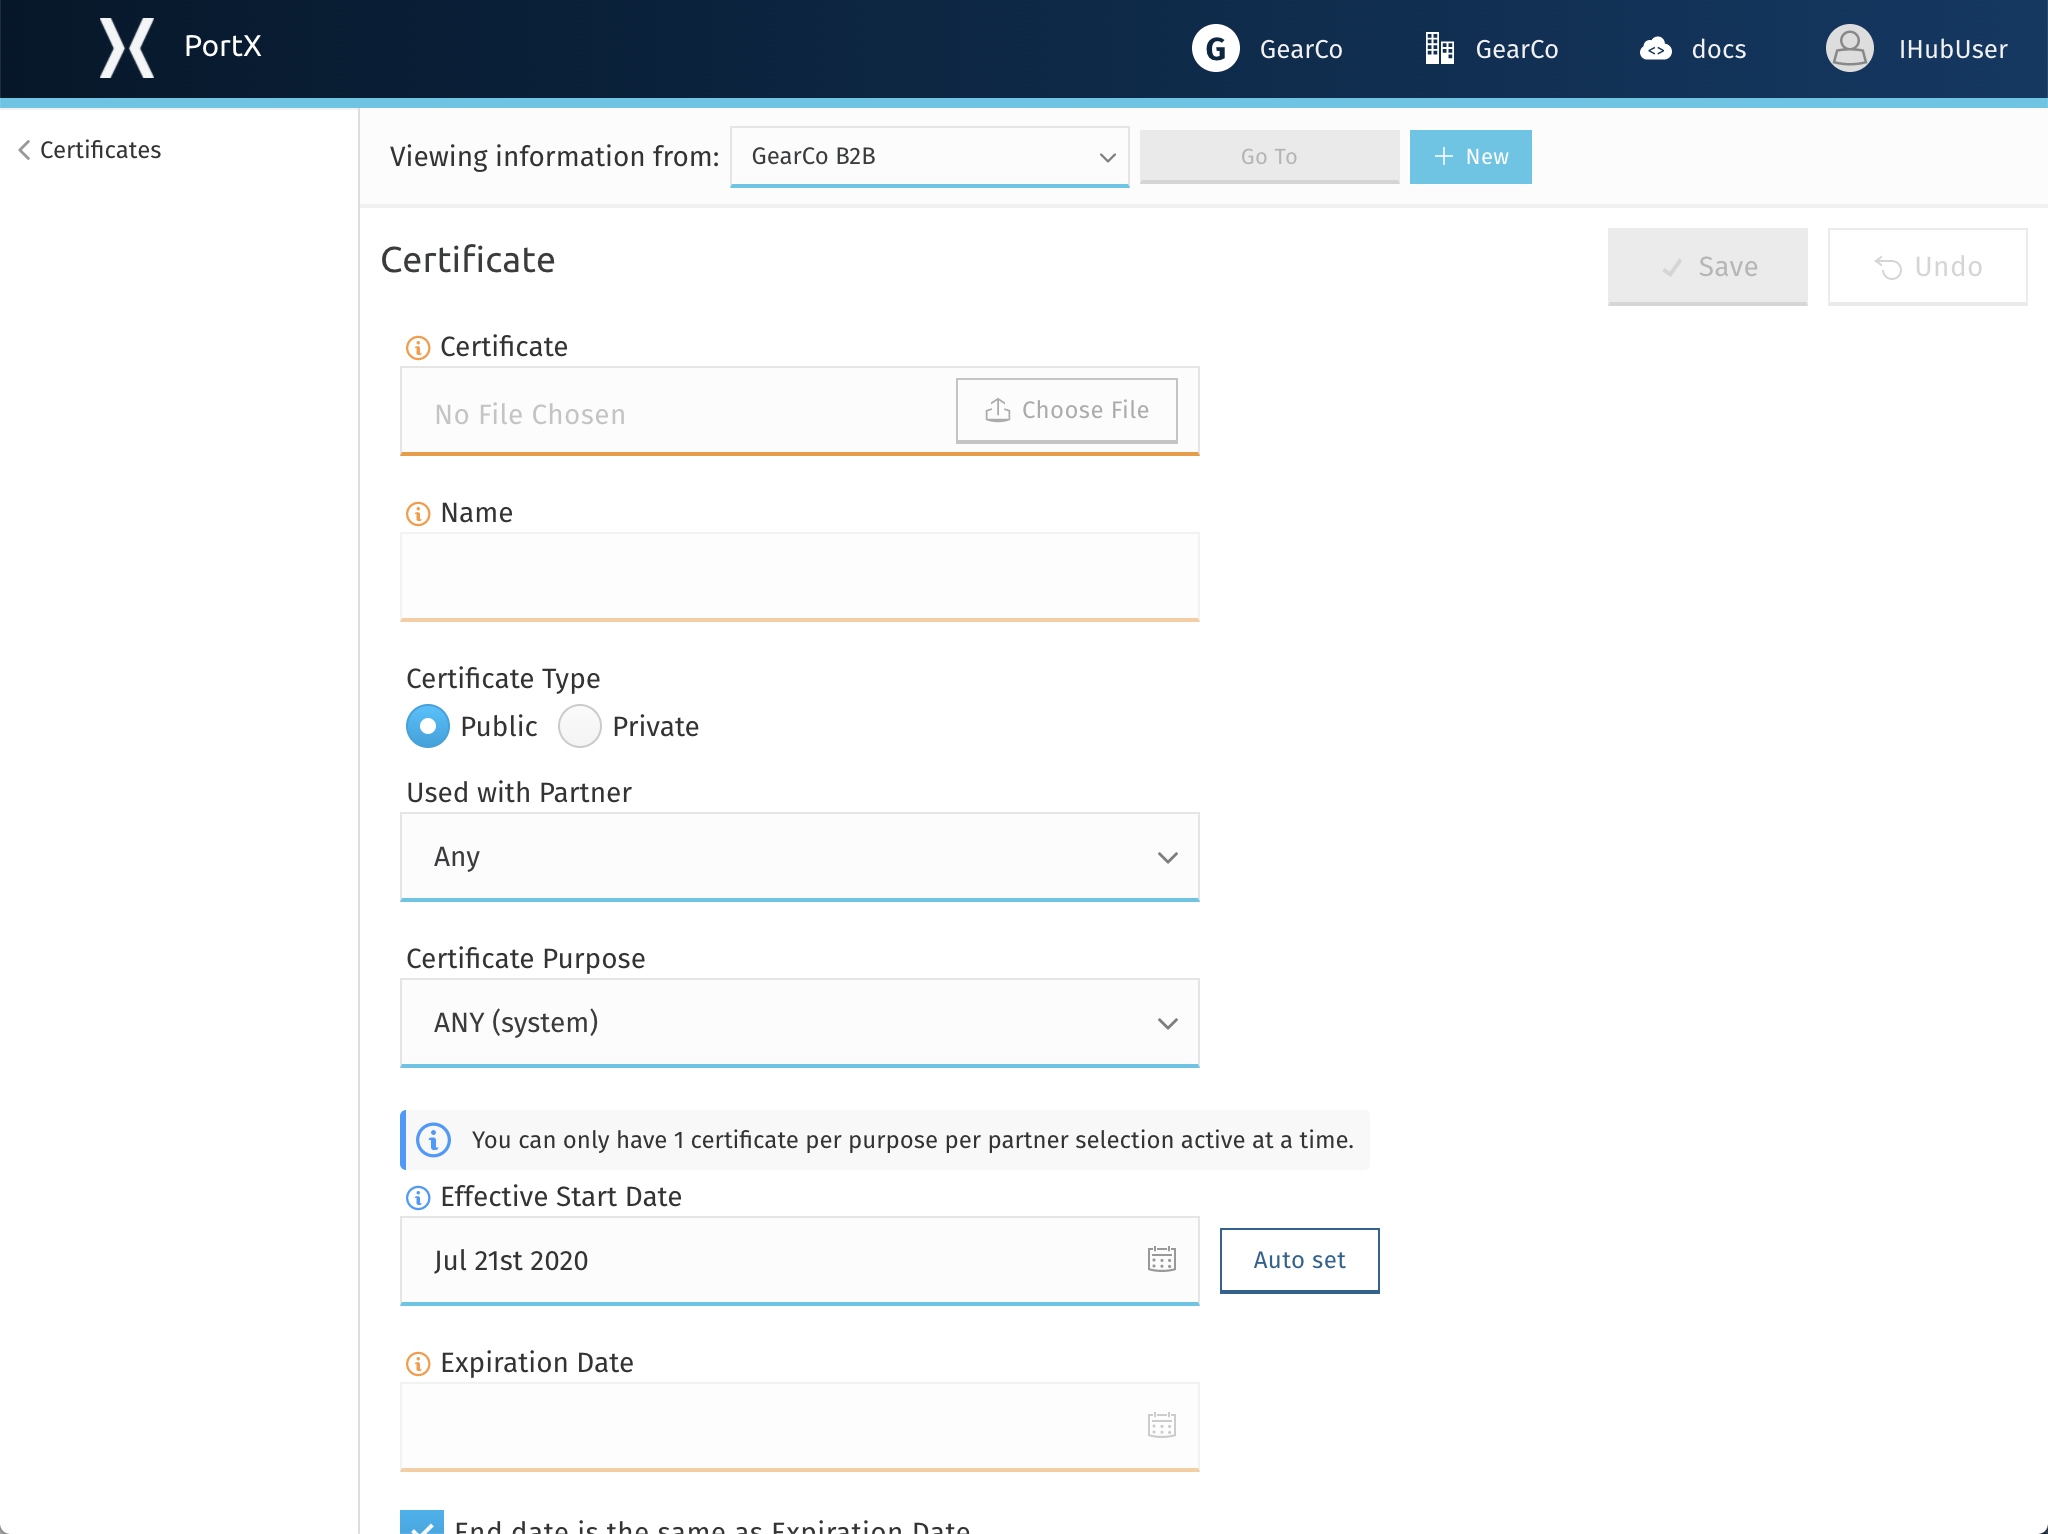 PortX
G GearCo
GearCo
docs
IHubUser
Certificates
Viewing information from:
GearCo B2B
Go To
New
Certificate
Save
Undo
Certificate
No File Chosen
Choose File
Name
Certificate Type
Public
Private
Used with Partner
Any
Certificate Purpose
ANY (system)
You can only have 1 certificate per purpose per partner selection active at a time.
Effective Start Date
Jul 21st 2020
Auto set
Expiration Date
End date is the same as Expiration Date